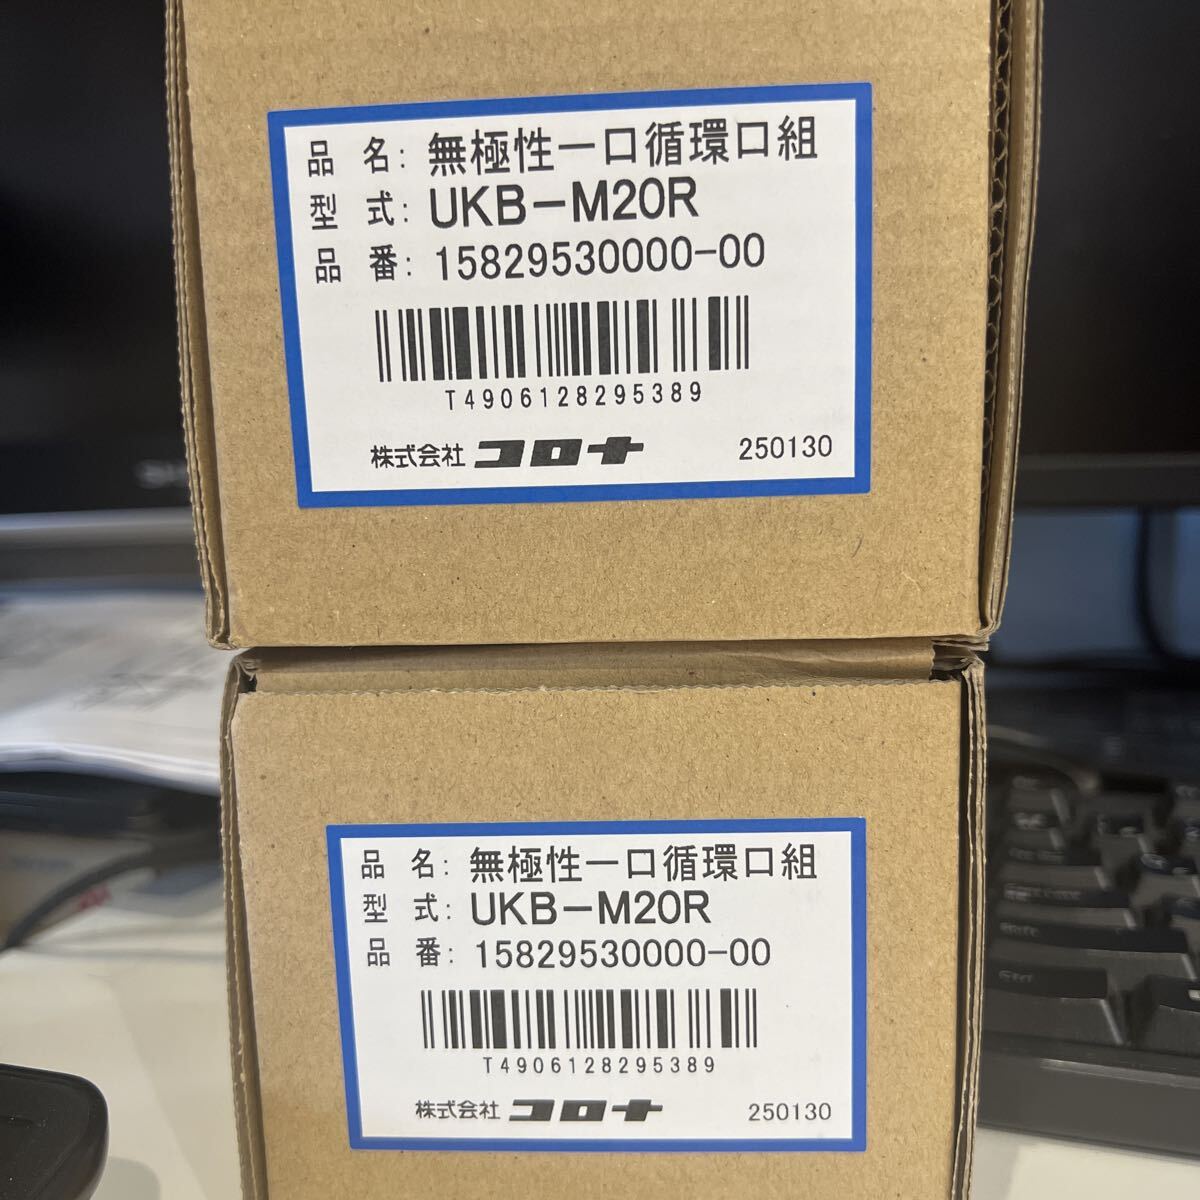 品 名: 無極性一口循環口組
型 式: UKB-M20R
品 番: 15829530000-00
T4906128295389
株式会社 コロナ 250130
品 名: 無極性一口循環口組
型 式: UKB-M20R
品 番: 15829530000-00
T4906128295389
株式会社 コロナ 250130